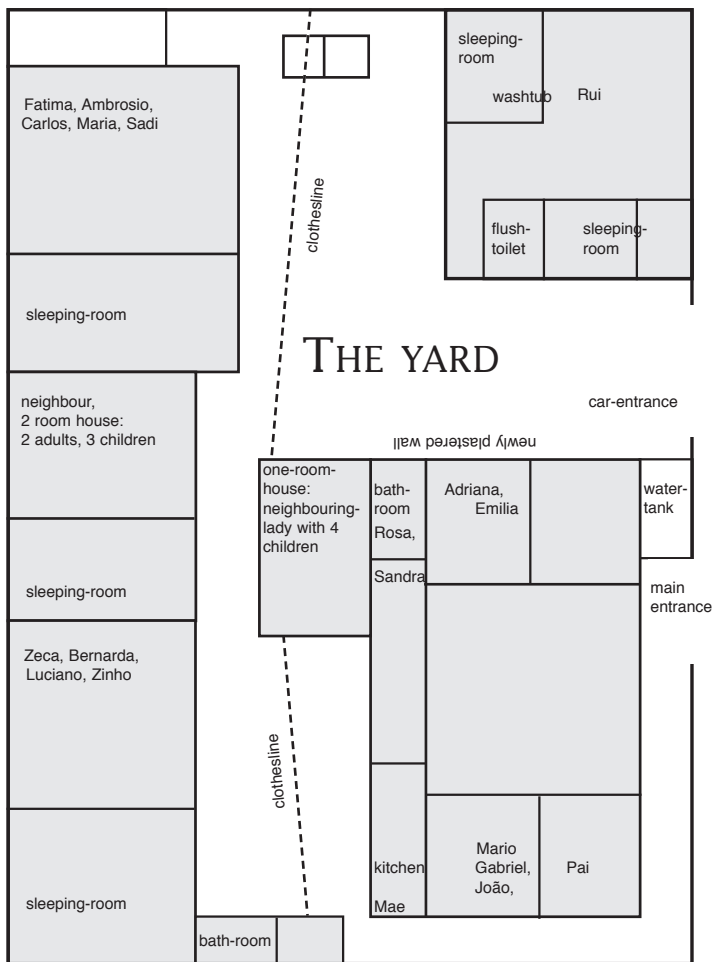 sleeping-
room
washtub
Rui
Fatima, Ambrosio,
Carlos, Maria, Sadi
clothesline
flush-
toilet
sleeping-
room
sleeping-room
THE YARD
neighbour,
2 room house:
2 adults, 3 children
car-entrance
newly plastered wall
one-room-
house:
neighbouring-
lady with 4
children
bath-
room
Rosa,
Sandra
Adriana,
Emilia
water-
tank
main
entrance
sleeping-room
Zeca, Bernarda,
Luciano, Zinho
clothesline
kitchen
Mae
Mario
Gabriel,
João,
Pai
sleeping-room
bath-room